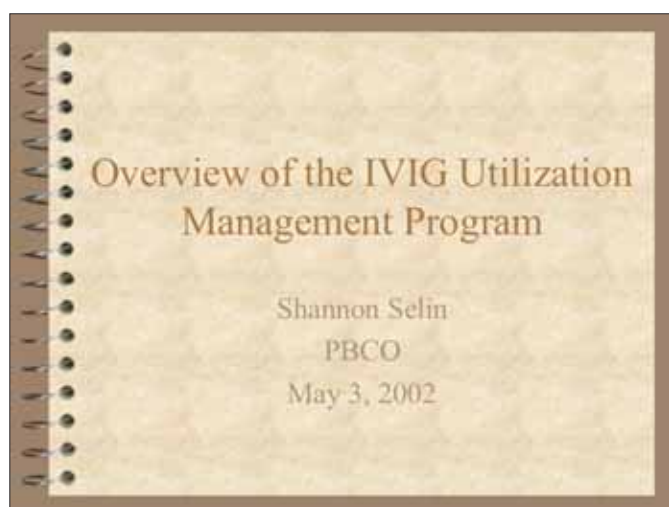 Overview of the IVIG Utilization
Management Program
Shannon Selin
PBCO
May 3, 2002